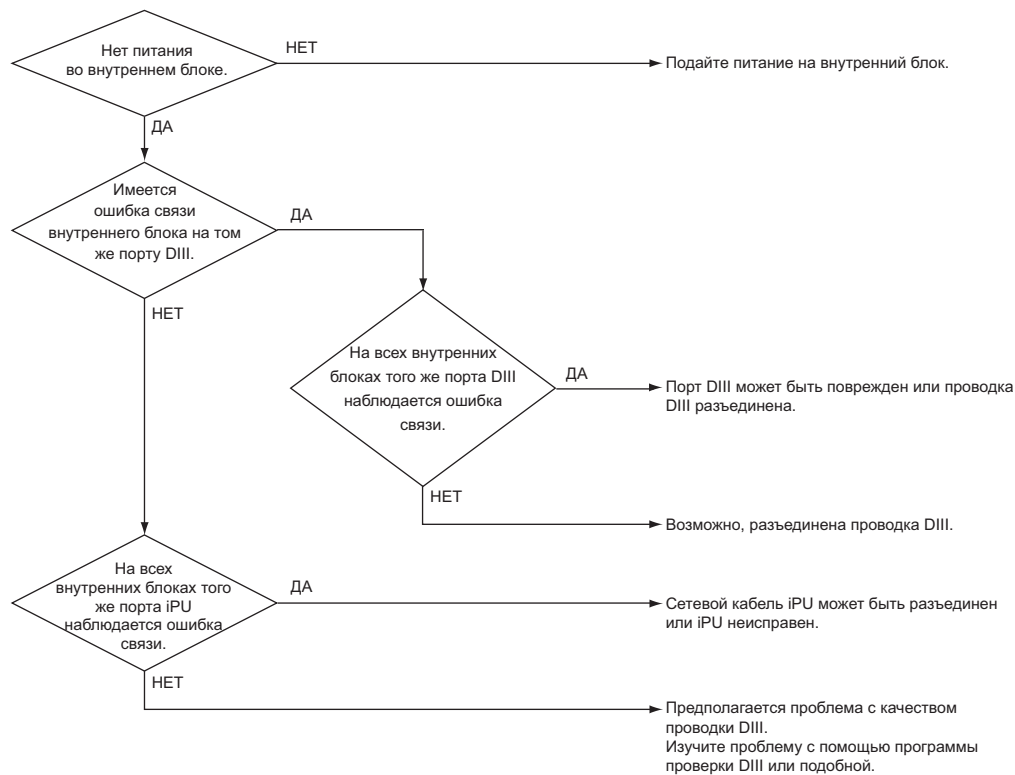 Нет питания
во внутреннем блоке.
НЕТ
Подайте питание на внутренний блок.
ДА
Имеется
ошибка связи
внутреннего блока на том
же порту DIII.
ДА
НЕТ
На всех внутренних
блоках того же порта DIII
наблюдается ошибка
связи.
ДА
Порт DIII может быть поврежден или проводка
DIII разъединена.
НЕТ
Возможно, разъединена проводка DIII.
На всех
внутренних блоках того
же порта iPU
наблюдается ошибка
связи.
ДА
Сетевой кабель iPU может быть разъединен
или iPU неисправен.
НЕТ
Предполагается проблема с качеством
проводки DIII.
Изучите проблему с помощью программы
проверки DIII или подобной.